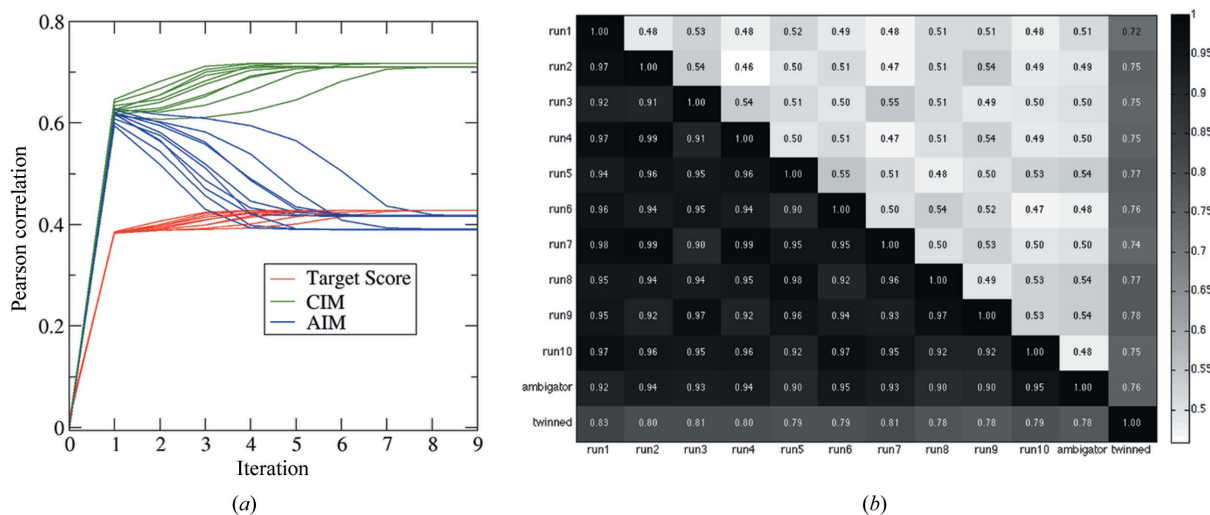 0.8
0.6
0.4
0.2
0
Pearson correlation
Target Score
CIM
AIM
0 1 2 3 4 5 6 7 8 9
Iteration
(a)
run1 1.00 0.48 0.53 0.48 0.52 0.49 0.48 0.51 0.51 0.48 0.51 0.72
run2 0.97 1.00 0.54 0.46 0.50 0.51 0.47 0.51 0.54 0.49 0.49 0.75
run3 0.92 0.91 1.00 0.54 0.51 0.50 0.55 0.51 0.49 0.50 0.50 0.75
run4 0.97 0.99 0.91 1.00 0.50 0.51 0.47 0.51 0.54 0.49 0.50 0.75
run5 0.94 0.96 0.95 0.96 1.00 0.55 0.51 0.48 0.50 0.53 0.54 0.77
run6 0.96 0.94 0.95 0.94 0.90 1.00 0.50 0.54 0.52 0.47 0.48 0.76
run7 0.98 0.99 0.90 0.99 0.95 0.95 1.00 0.50 0.53 0.50 0.50 0.74
run8 0.95 0.94 0.94 0.95 0.98 0.92 0.96 1.00 0.49 0.53 0.54 0.77
run9 0.95 0.92 0.97 0.92 0.96 0.94 0.93 0.97 1.00 0.53 0.54 0.78
run10 0.97 0.96 0.95 0.96 0.92 0.97 0.95 0.92 0.92 1.00 0.48 0.75
ambigator 0.92 0.94 0.93 0.94 0.90 0.95 0.93 0.90 0.90 0.95 1.00 0.76
twinned 0.83 0.80 0.81 0.80 0.79 0.79 0.81 0.78 0.78 0.79 0.78 1.00
run1 run2 run3 run4 run5 run6 run7 run8 run9 run10 ambigator twinned
1
0.95
0.9
0.85
0.8
0.75
0.7
0.65
0.6
0.55
(b)